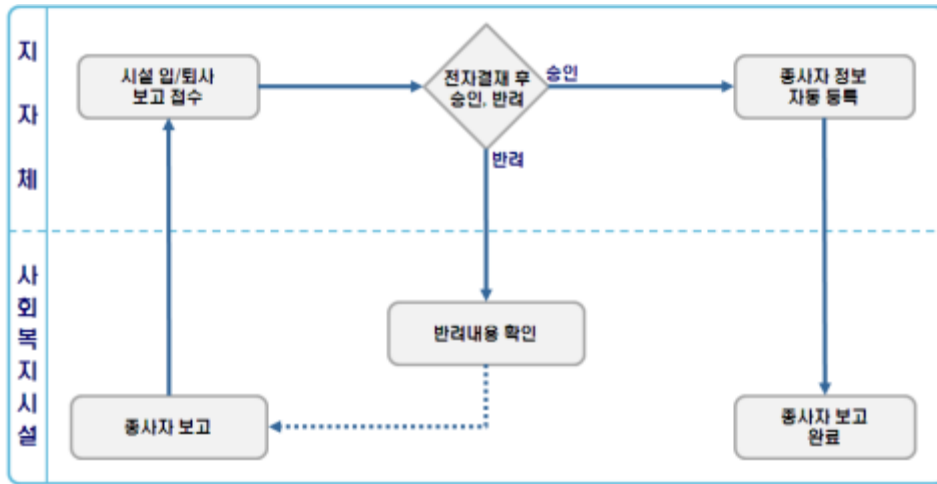 지자체
시설 입/퇴사
보고 접수
전자결재 후
승인, 반려
승인
종사자 정보
자동 등록
반려
사회복지시설
반려내용 확인
종사자 보고
종사자 보고
완료